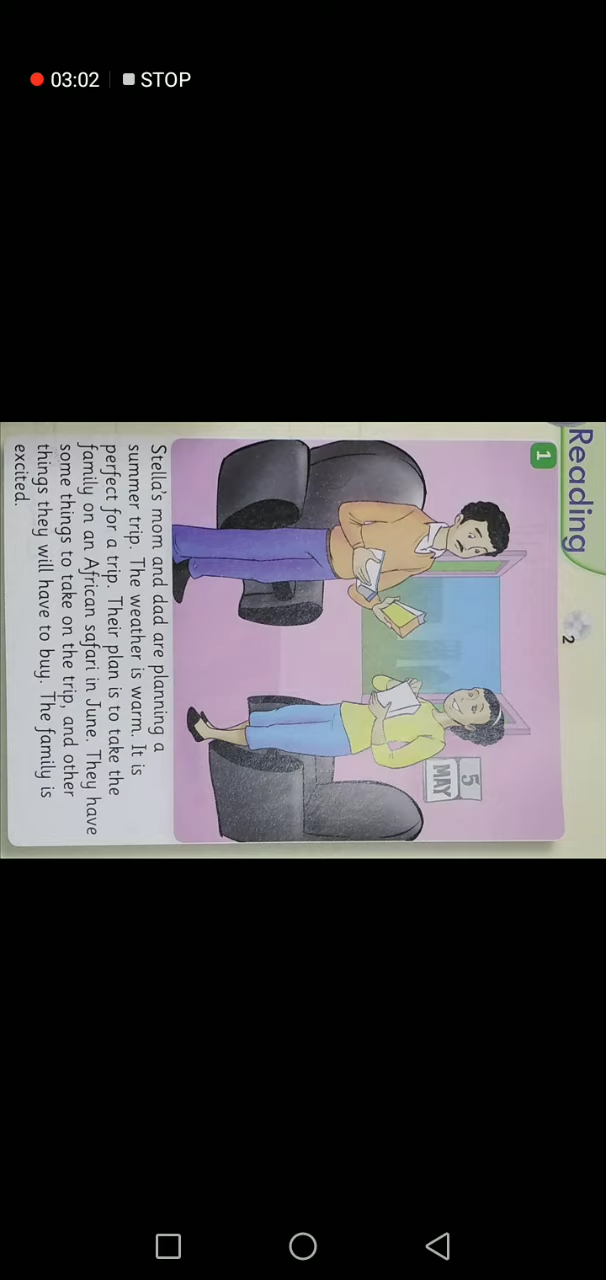 03:02
STOP
Reading
2
1
5
MAY
Stella's mom and dad are planning a
summer trip. The weather is warm. It is
perfect for a trip. Their plan is to take the
family on an African safari in June. They have
some things to take on the trip, and other
things they will have to buy. The family is
excited.